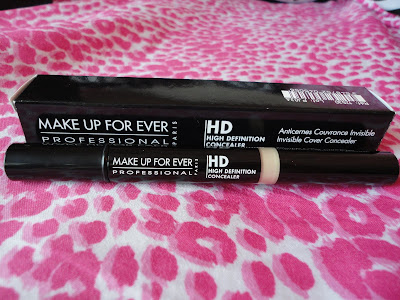 MAKE UP FOR EVER
PROFESSIONAL
PARIS
HD
HIGH DEFINITION
CONCEALER
Anticernes Couvrance Invisible
Invisible Cover Concealer
MAKE UP FOR EVER
PROFESSIONAL
PARIS
HD
HIGH DEFINITION
CONCEALER